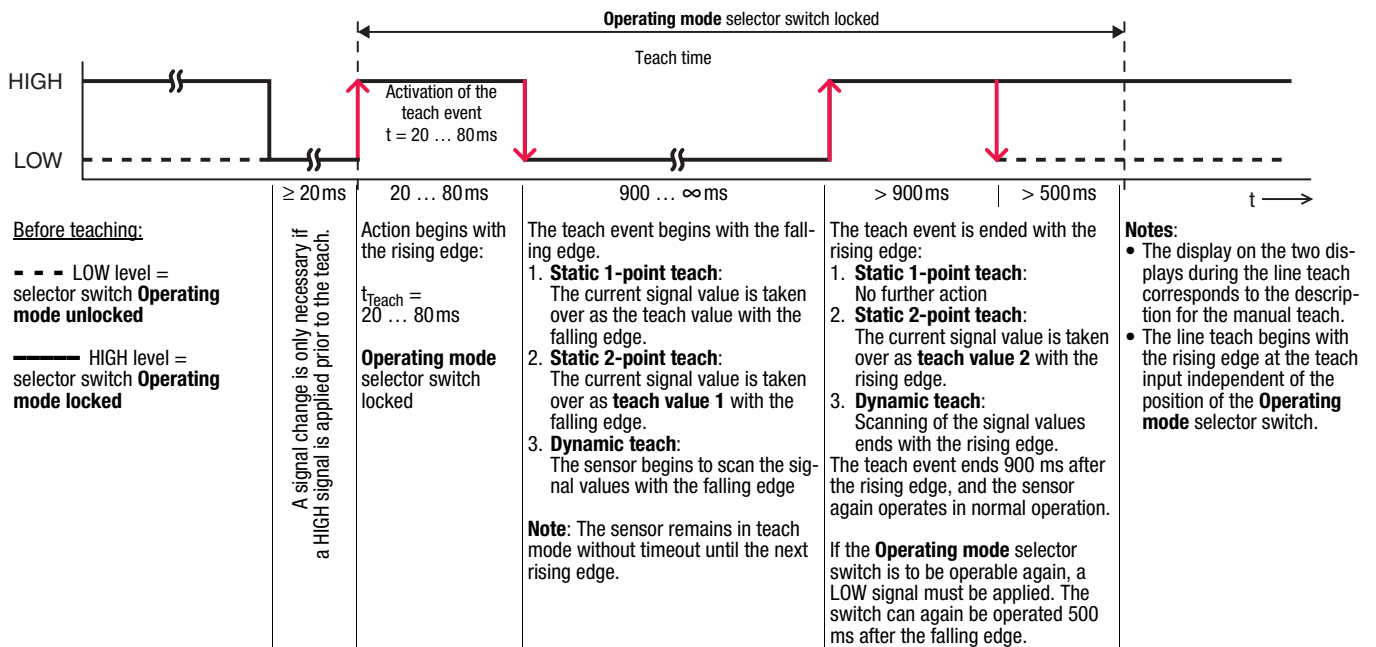 Operating mode selector switch locked
Teach time
HIGH
Activation of the
teach event
t = 20 … 80 ms
LOW
≥ 20 ms
20 … 80 ms
900 … ∞ ms
> 900 ms
> 500 ms
t
Before teaching:
LOW level =
selector switch Operating
mode unlocked
HIGH level =
selector switch Operating
mode locked
A signal change is only necessary if
a HIGH signal is applied prior to the teach.
Action begins with
the rising edge:
tTeach =
20 … 80 ms
Operating mode
selector switch
locked
The teach event begins with the fall-
ing edge.
1. Static 1-point teach:
The current signal value is taken
over as the teach value with the
falling edge.
2. Static 2-point teach:
The current signal value is taken
over as teach value 1 with the
falling edge.
3. Dynamic teach:
The sensor begins to scan the sig-
nal values with the falling edge
Note: The sensor remains in teach
mode without timeout until the next
rising edge.
The teach event is ended with the
rising edge:
1. Static 1-point teach:
No further action
2. Static 2-point teach:
The current signal value is taken
over as teach value 2 with the
rising edge.
3. Dynamic teach:
Scanning of the signal values
ends with the rising edge.
The teach event ends 900 ms after
the rising edge, and the sensor
again operates in normal operation.
If the Operating mode selector
switch is to be operable again, a
LOW signal must be applied. The
switch can again be operated 500
ms after the falling edge.
Notes:
• The display on the two dis-
plays during the line teach
corresponds to the descrip-
tion for the manual teach.
• The line teach begins with
the rising edge at the teach
input independent of the
position of the Operating
mode selector switch.